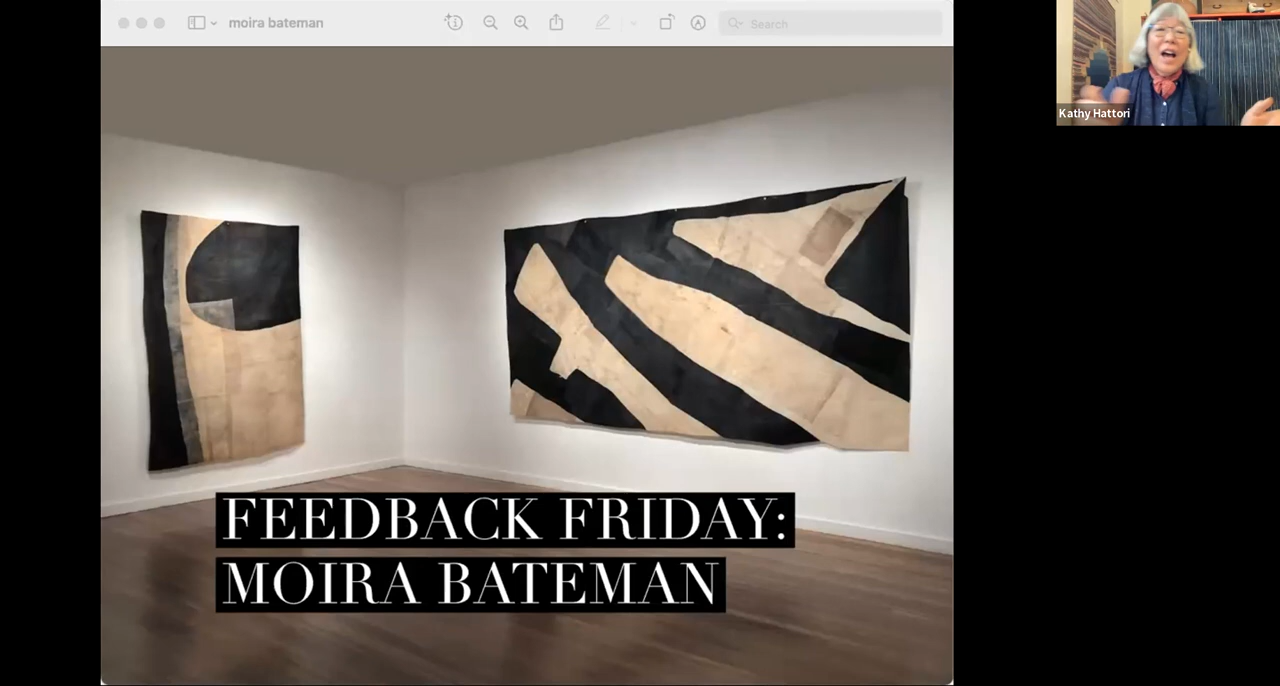 moira bateman
Search
Kathy Hattori
FEEDBACK FRIDAY:
MOIRA BATEMAN